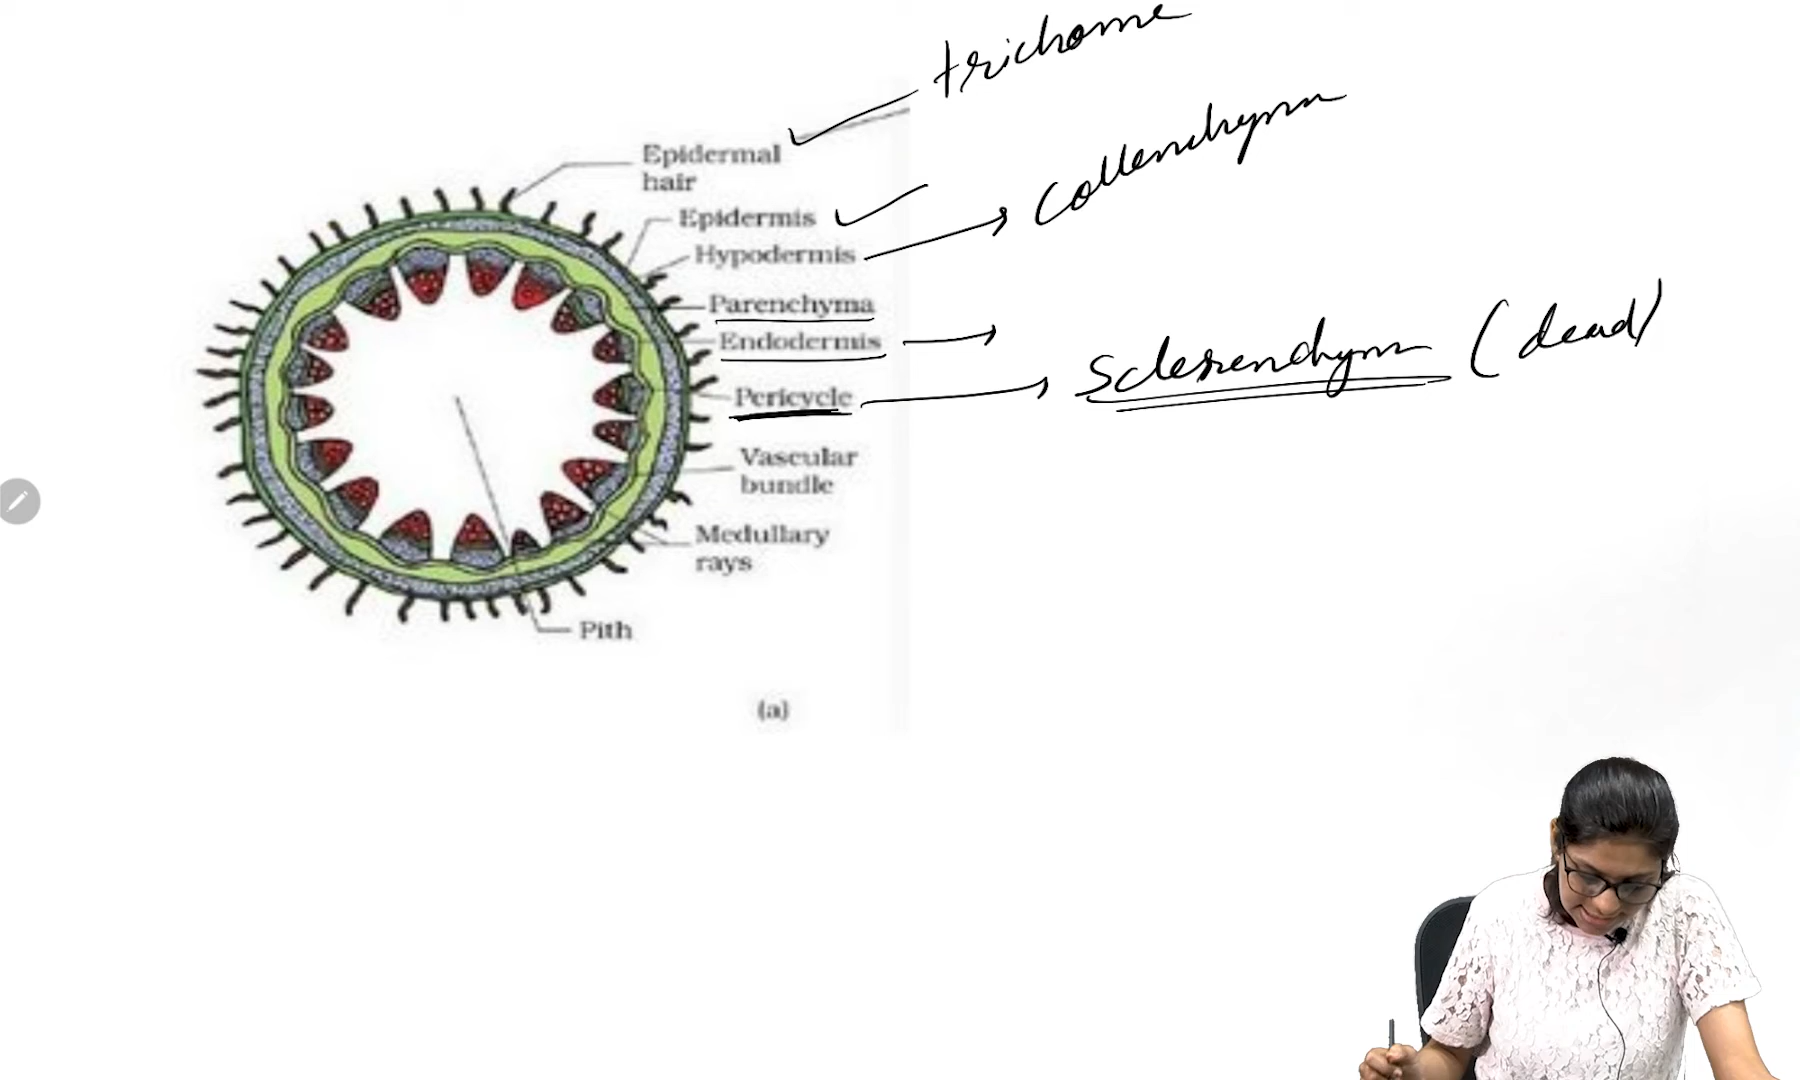 trichome
Epidermal
hair
collenchyma
Epidermis
Hypodermis
Parenchyma
Endodermis
sclerenchyma (dead)
Pericycle
Vascular
bundle
Medullary
rays
Pith
(a)